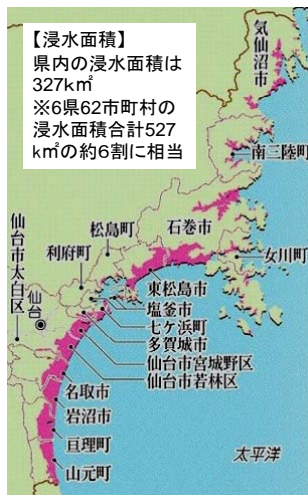 【浸水面積】
県内の浸水面積は
327k㎡
※6県62市町村の
浸水面積合計527
k㎡の約6割に相当
気仙沼市
南三陸町
石巻市
女川町
松島町
利府町
仙台市太白区
仙台
東松島市
塩釜市
七ケ浜町
多賀城市
仙台市宮城野区
仙台市若林区
名取市
岩沼市
亘理町
山元町
太平洋